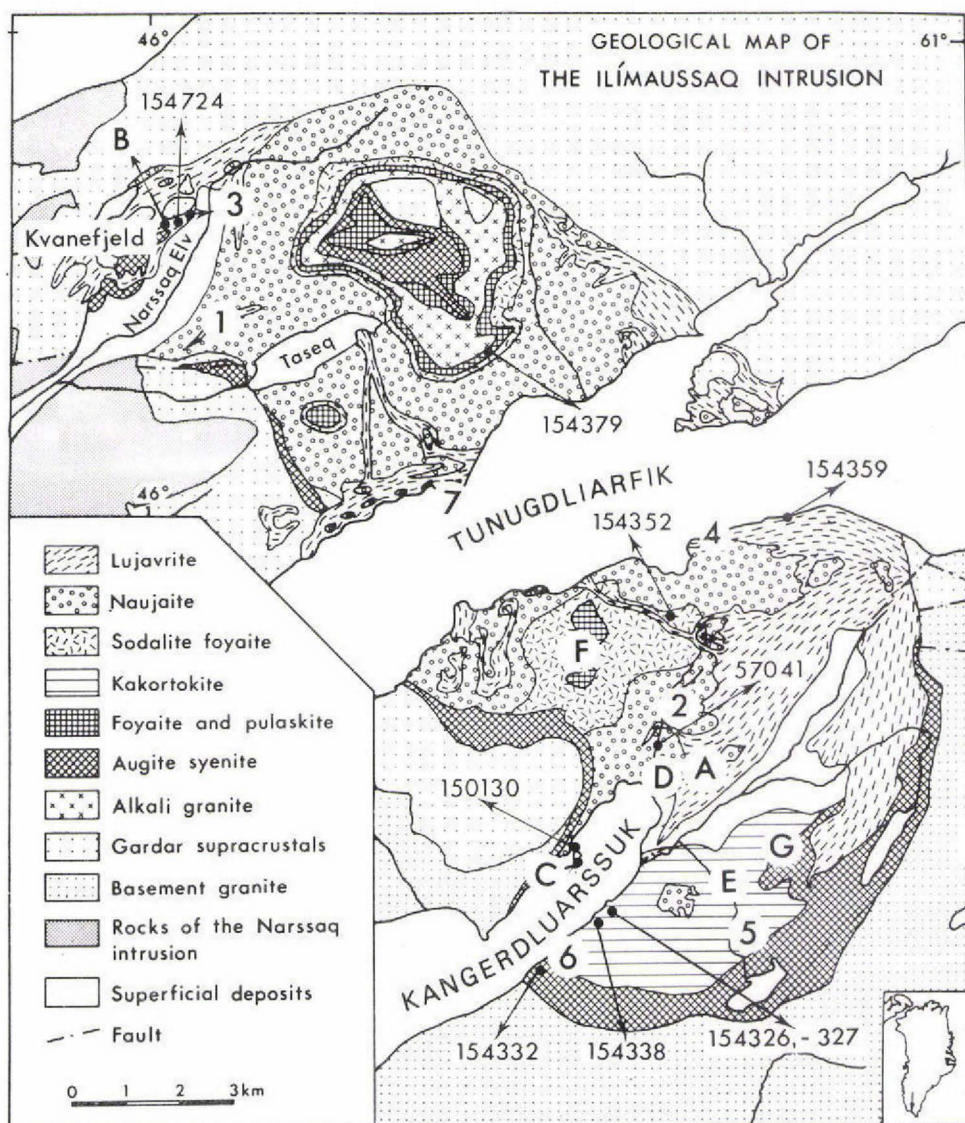 46°
GEOLOGICAL MAP OF
THE ILÍMAUSSAQ INTRUSION
61°
154724
B
3
Kvanefjeld
Narssaq Elv
1
Taseq
154379
46°
7
TUNUGDLIARFIK
154359
154352
4
F
57041
2
D
A
150130
C
KANGERDLUARSSUK
G
E
5
6
154332
154338
154326,-327
Lujavrite
Naujaite
Sodalite foyaite
Kakortokite
Foyaite and pulaskite
Augite syenite
Alkali granite
Gardar supracrustals
Basement granite
Rocks of the Narssaq
intrusion
Superficial deposits
Fault
0 1 2 3km